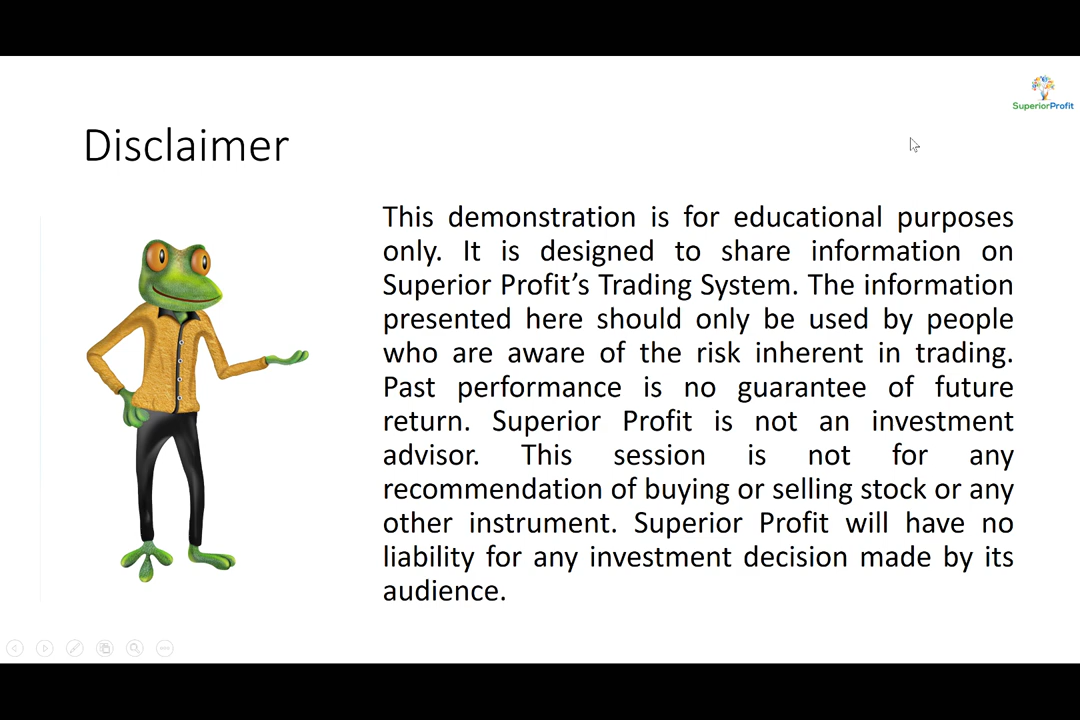 SuperiorProfit
Disclaimer
This demonstration is for educational purposes
only. It is designed to share information on
Superior Profit’s Trading System. The information
presented here should only be used by people
who are aware of the risk inherent in trading.
Past performance is no guarantee of future
return. Superior Profit is not an investment
advisor. This session is not for any
recommendation of buying or selling stock or any
other instrument. Superior Profit will have no
liability for any investment decision made by its
audience.